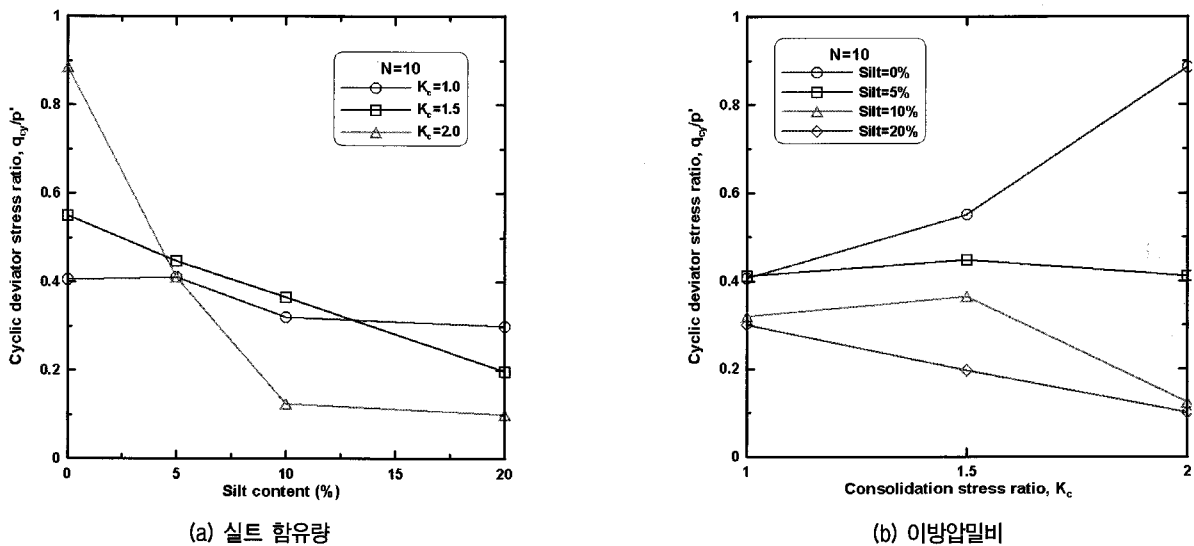 N=10
K_c=1.0
K_c=1.5
K_c=2.0
Cyclic deviator stress ratio, q_cy/p'
1
0.8
0.6
0.4
0.2
0
0 5 10 15 20
Silt content (%)
(a) 실트 함유량
N=10
Silt=0%
Silt=5%
Silt=10%
Silt=20%
Cyclic deviator stress ratio, q_cy/p'
1
0.8
0.6
0.4
0.2
0
1 1.5 2
Consolidation stress ratio, K_c
(b) 이방압밀비